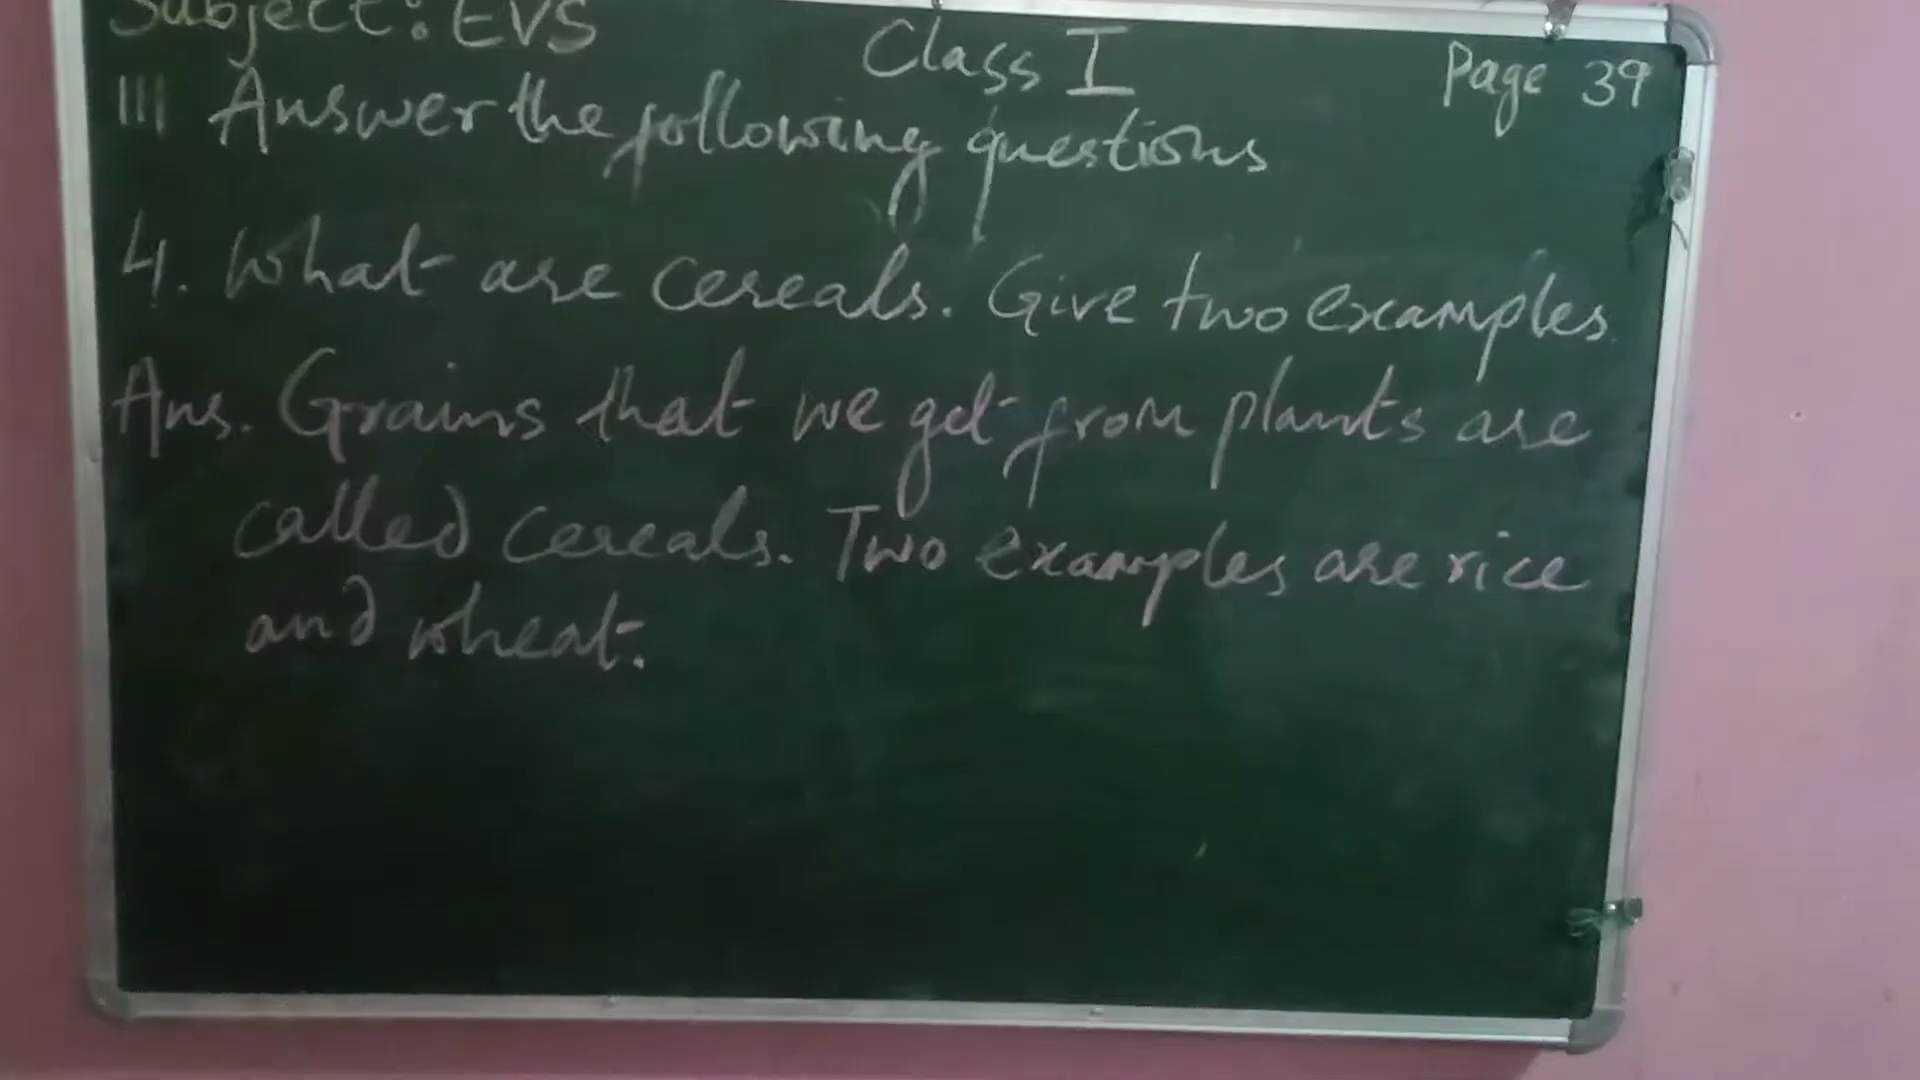 Subject: EVS Class I Page 39
III Answer the following questions
4. What are cereals. Give two examples.
Ans. Grains that we get from plants are
called cereals. Two examples are rice
and wheat.